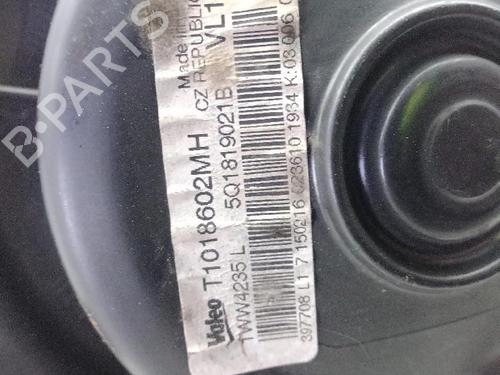 Made in
CZ REPUBLIC
VL1
Valeo T1018602MH
5Q1819021B
TWW4235 L
397708 L1 7 150216 023610 1934 K:03.006
B-PARTS